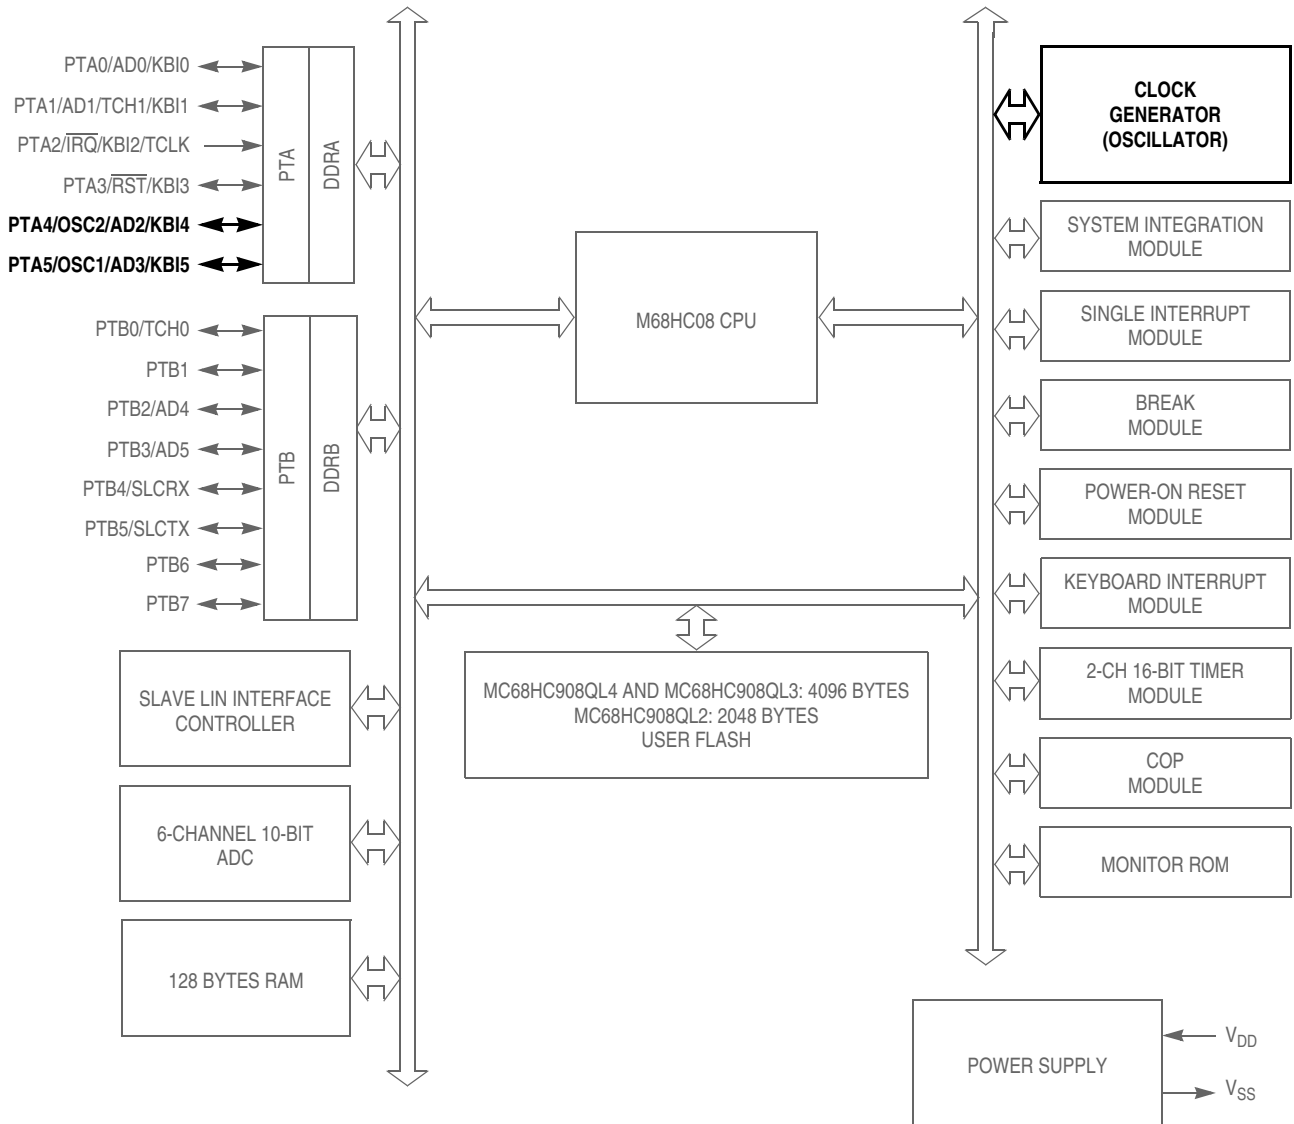 PTA0/AD0/KBI0
PTA1/AD1/TCH1/KBI1
PTA2/IRQ/KBI2/TCLK
PTA3/RST/KBI3
PTA4/OSC2/AD2/KBI4
PTA5/OSC1/AD3/KBI5
PTA
DDRA
PTB0/TCH0
PTB1
PTB2/AD4
PTB3/AD5
PTB4/SLCRX
PTB5/SLCTX
PTB6
PTB7
PTB
DDRB
SLAVE LIN INTERFACE
CONTROLLER
6-CHANNEL 10-BIT
ADC
128 BYTES RAM
M68HC08 CPU
MC68HC908QL4 AND MC68HC908QL3: 4096 BYTES
MC68HC908QL2: 2048 BYTES
USER FLASH
CLOCK
GENERATOR
(OSCILLATOR)
SYSTEM INTEGRATION
MODULE
SINGLE INTERRUPT
MODULE
BREAK
MODULE
POWER-ON RESET
MODULE
KEYBOARD INTERRUPT
MODULE
2-CH 16-BIT TIMER
MODULE
COP
MODULE
MONITOR ROM
POWER SUPPLY
VDD
VSS